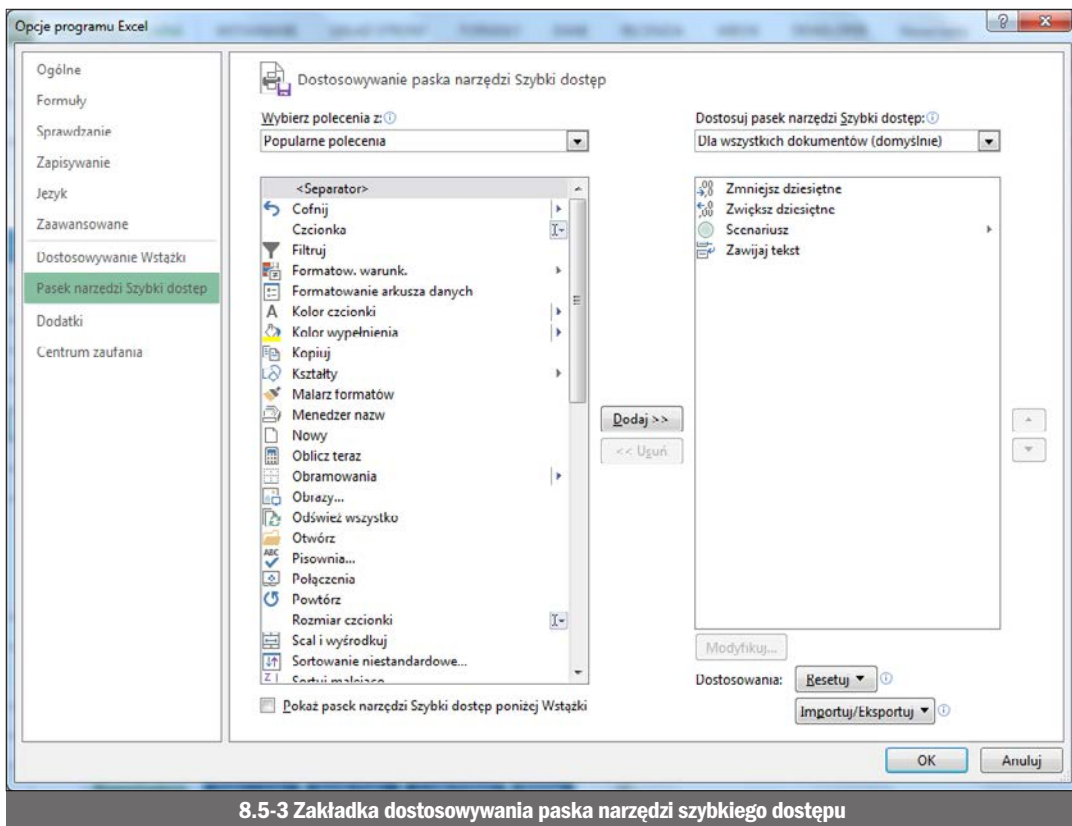 Opcje programu Excel
Ogólne
Formuły
Sprawdzanie
Zapisywanie
Język
Zaawansowane
Dostosowywanie Wstążki
Pasek narzędzi Szybki dostęp
Dodatki
Centrum zaufania
Dostosowywanie paska narzędzi Szybki dostęp
Wybierz polecenia z:
Popularne polecenia
<Separator>
Cofnij
Czcionka
Filtruj
Formatow. warunk.
Formatowanie arkusza danych
Kolor czcionki
Kolor wypełnienia
Kopiuj
Kształty
Malarz formatów
Menedżer nazw
Nowy
Oblicz teraz
Obramowania
Obrazy...
Odśwież wszystko
Otwórz
Pisownia...
Połączenia
Powtórz
Rozmiar czcionki
Scal i wyśrodkuj
Sortowanie niestandardowe...
Sortuj malejąco
Pokaż pasek narzędzi Szybki dostęp poniżej Wstążki
Dodaj >>
<< Usuń
Dostosuj pasek narzędzi Szybki dostęp:
Dla wszystkich dokumentów (domyślnie)
Zmniejsz dziesiętne
Zwiększ dziesiętne
Scenariusz
Zawijaj tekst
Modyfikuj...
Dostosowania:
Resetuj
Importuj/Eksportuj
OK
Anuluj
8.5-3 Zakładka dostosowywania paska narzędzi szybkiego dostępu